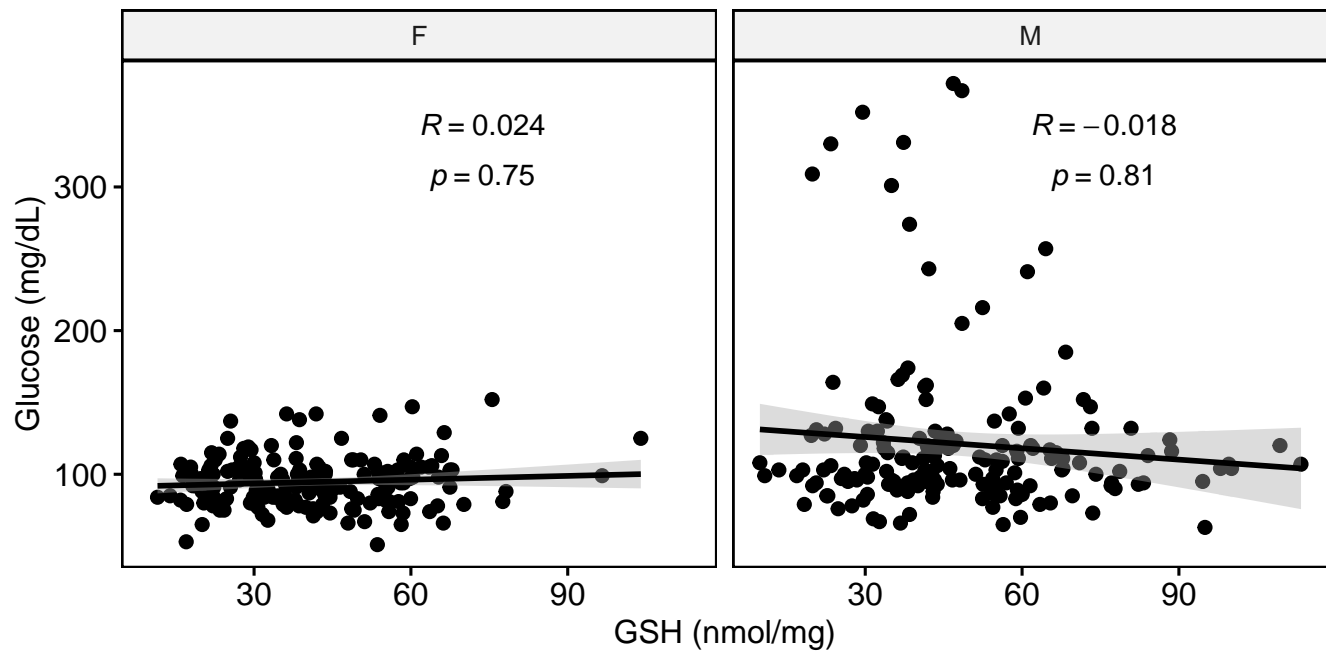 F
M
R = 0.024
p = 0.75
R = −0.018
p = 0.81
Glucose (mg/dL)
300
200
100
30
60
90
30
60
90
GSH (nmol/mg)